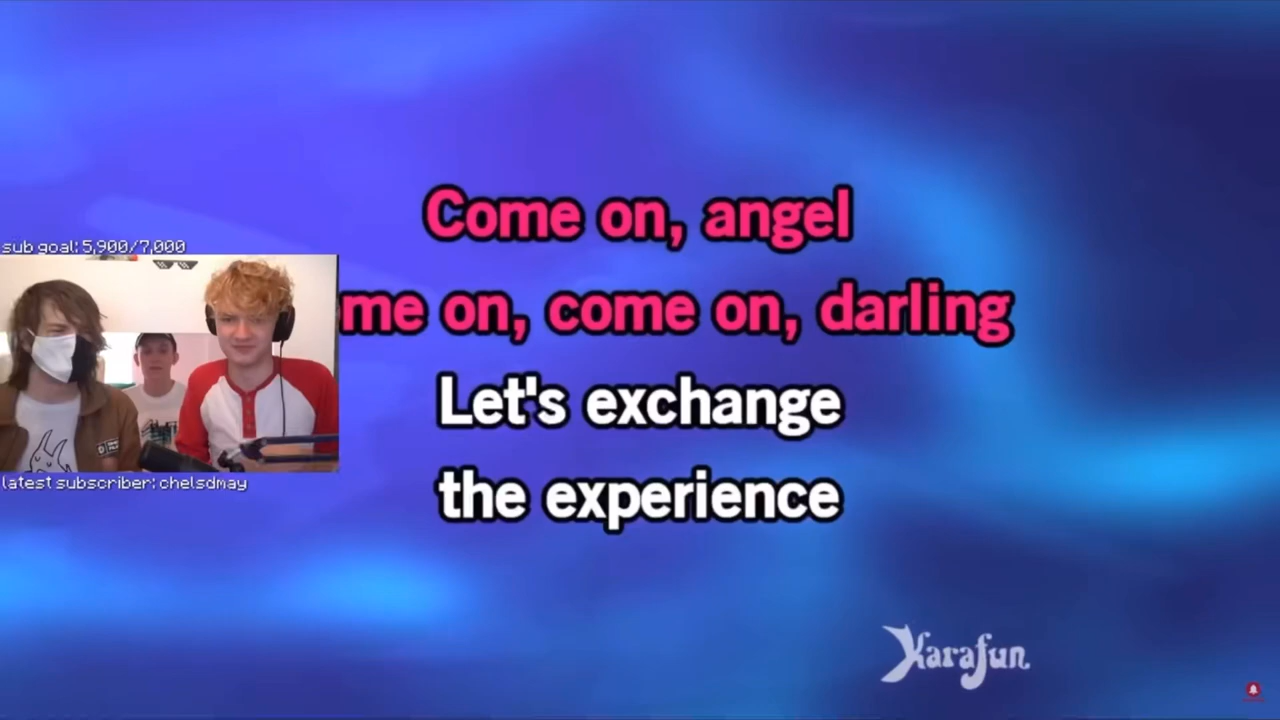 Come on, angel
me on, come on, darling
Let's exchange
the experience
sub goal: 5,900/7,000
latest subscriber: chelsdmay
Karafun